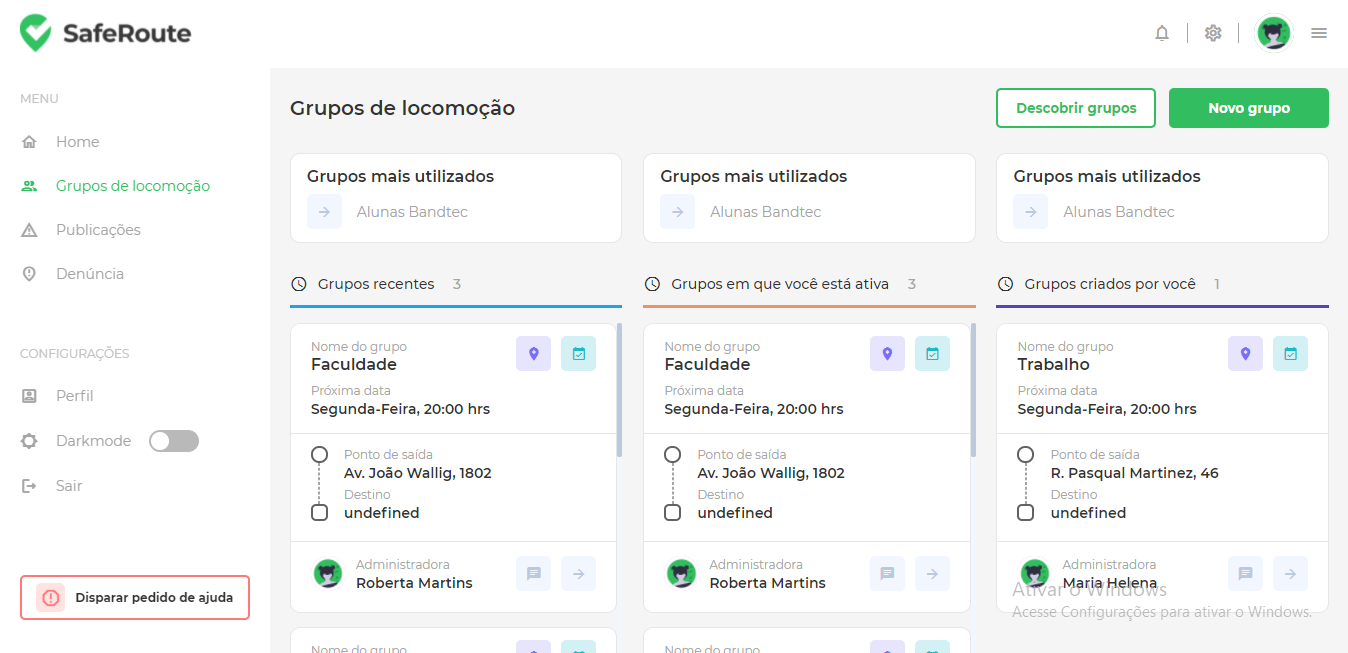 SafeRoute
MENU
Home
Grupos de locomoção
Publicações
Denúncia
CONFIGURAÇÕES
Perfil
Darkmode
Sair
Disparar pedido de ajuda
Grupos de locomoção
Descobrir grupos
Novo grupo
Grupos mais utilizados
Alunas Bandtec
Grupos mais utilizados
Alunas Bandtec
Grupos mais utilizados
Alunas Bandtec
Grupos recentes 3
Nome do grupo
Faculdade
Próxima data
Segunda-Feira, 20:00 hrs
Ponto de saída
Av. João Wallig, 1802
Destino
undefined
Administradora
Roberta Martins
Nome do grupo
Grupos em que você está ativa 3
Nome do grupo
Faculdade
Próxima data
Segunda-Feira, 20:00 hrs
Ponto de saída
Av. João Wallig, 1802
Destino
undefined
Administradora
Roberta Martins
Nome do grupo
Grupos criados por você 1
Nome do grupo
Trabalho
Próxima data
Segunda-Feira, 20:00 hrs
Ponto de saída
R. Pasqual Martinez, 46
Destino
undefined
Administradora
Maria Helena
Ativar o Windows
Acesse Configurações para ativar o Windows.